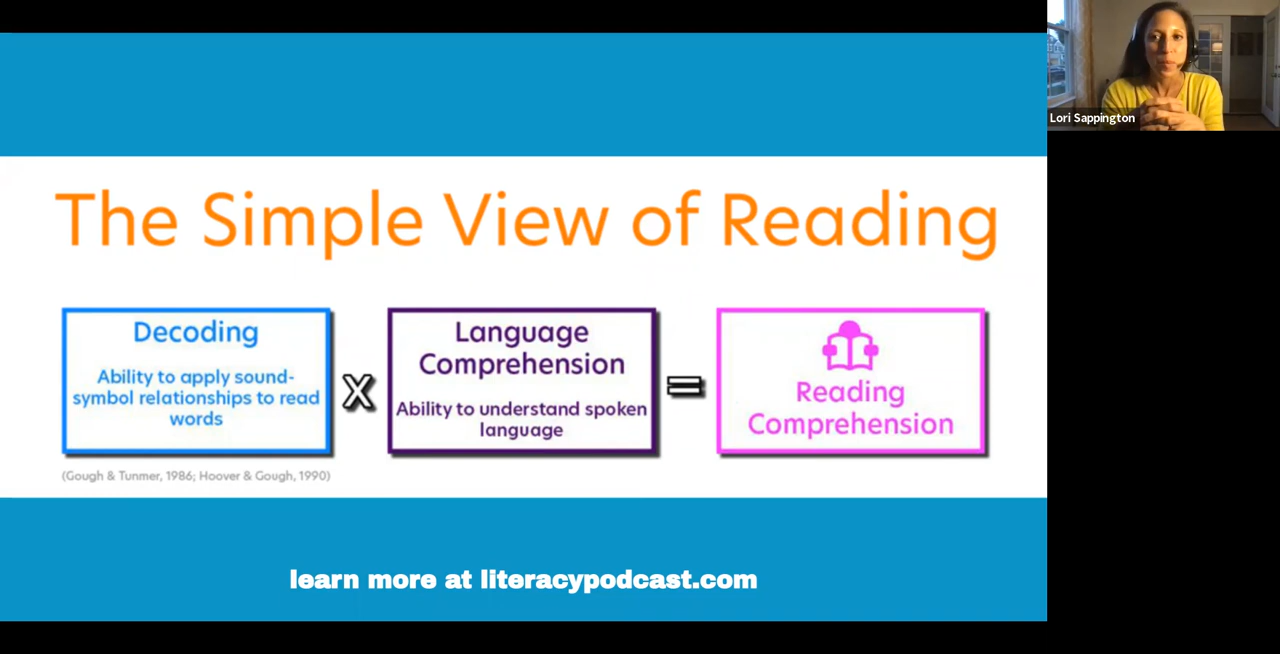 The Simple View of Reading
Decoding
Ability to apply sound-
symbol relationships to read
words
X
Language
Comprehension
Ability to understand spoken
language
=
Reading
Comprehension
(Gough & Tunmer, 1986; Hoover & Gough, 1990)
learn more at literacypodcast.com
Lori Sappington